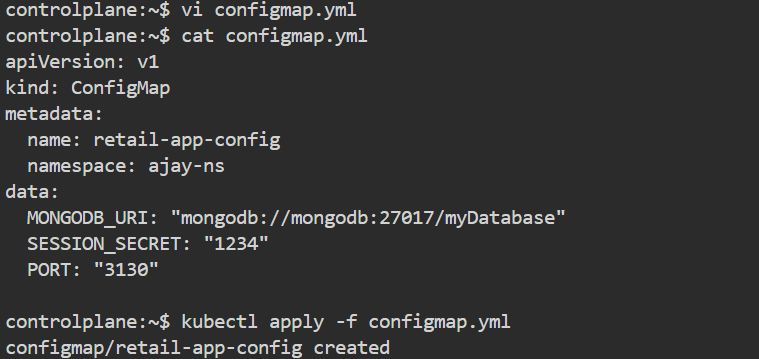 controlplane:~$ vi configmap.yml
controlplane:~$ cat configmap.yml
apiVersion: v1
kind: ConfigMap
metadata:
  name: retail-app-config
  namespace: ajay-ns
data:
  MONGODB_URI: "mongodb://mongodb:27017/myDatabase"
  SESSION_SECRET: "1234"
  PORT: "3130"

controlplane:~$ kubectl apply -f configmap.yml
configmap/retail-app-config created